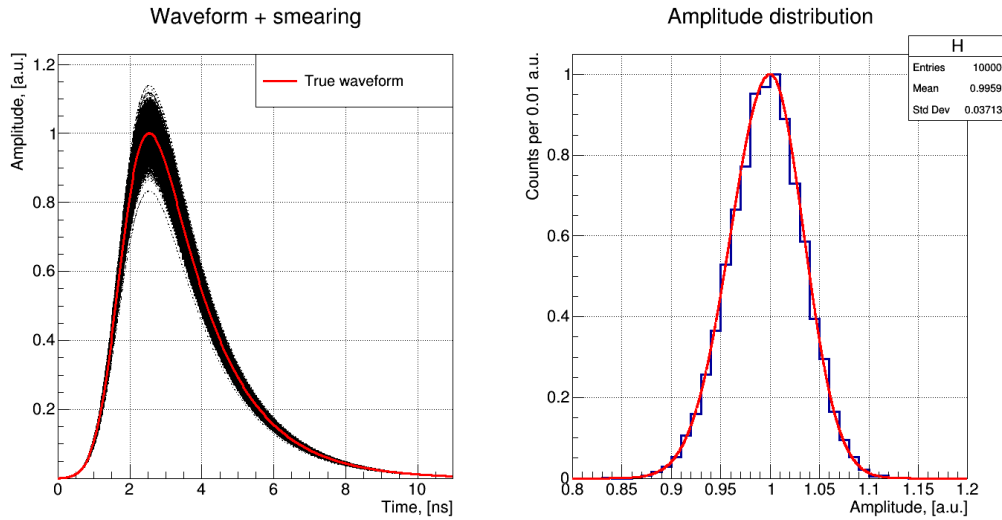 Waveform + smearing
Amplitude, [a.u.]
1.2
1
0.8
0.6
0.4
0.2
0
2
4
6
8
10
Time, [ns]
True waveform
Amplitude distribution
Counts per 0.01 a.u.
1
0.8
0.6
0.4
0.2
0
0.8
0.85
0.9
0.95
1
1.05
1.1
1.15
1.2
Amplitude, [a.u.]
H
Entries 10000
Mean 0.9959
Std Dev 0.03713